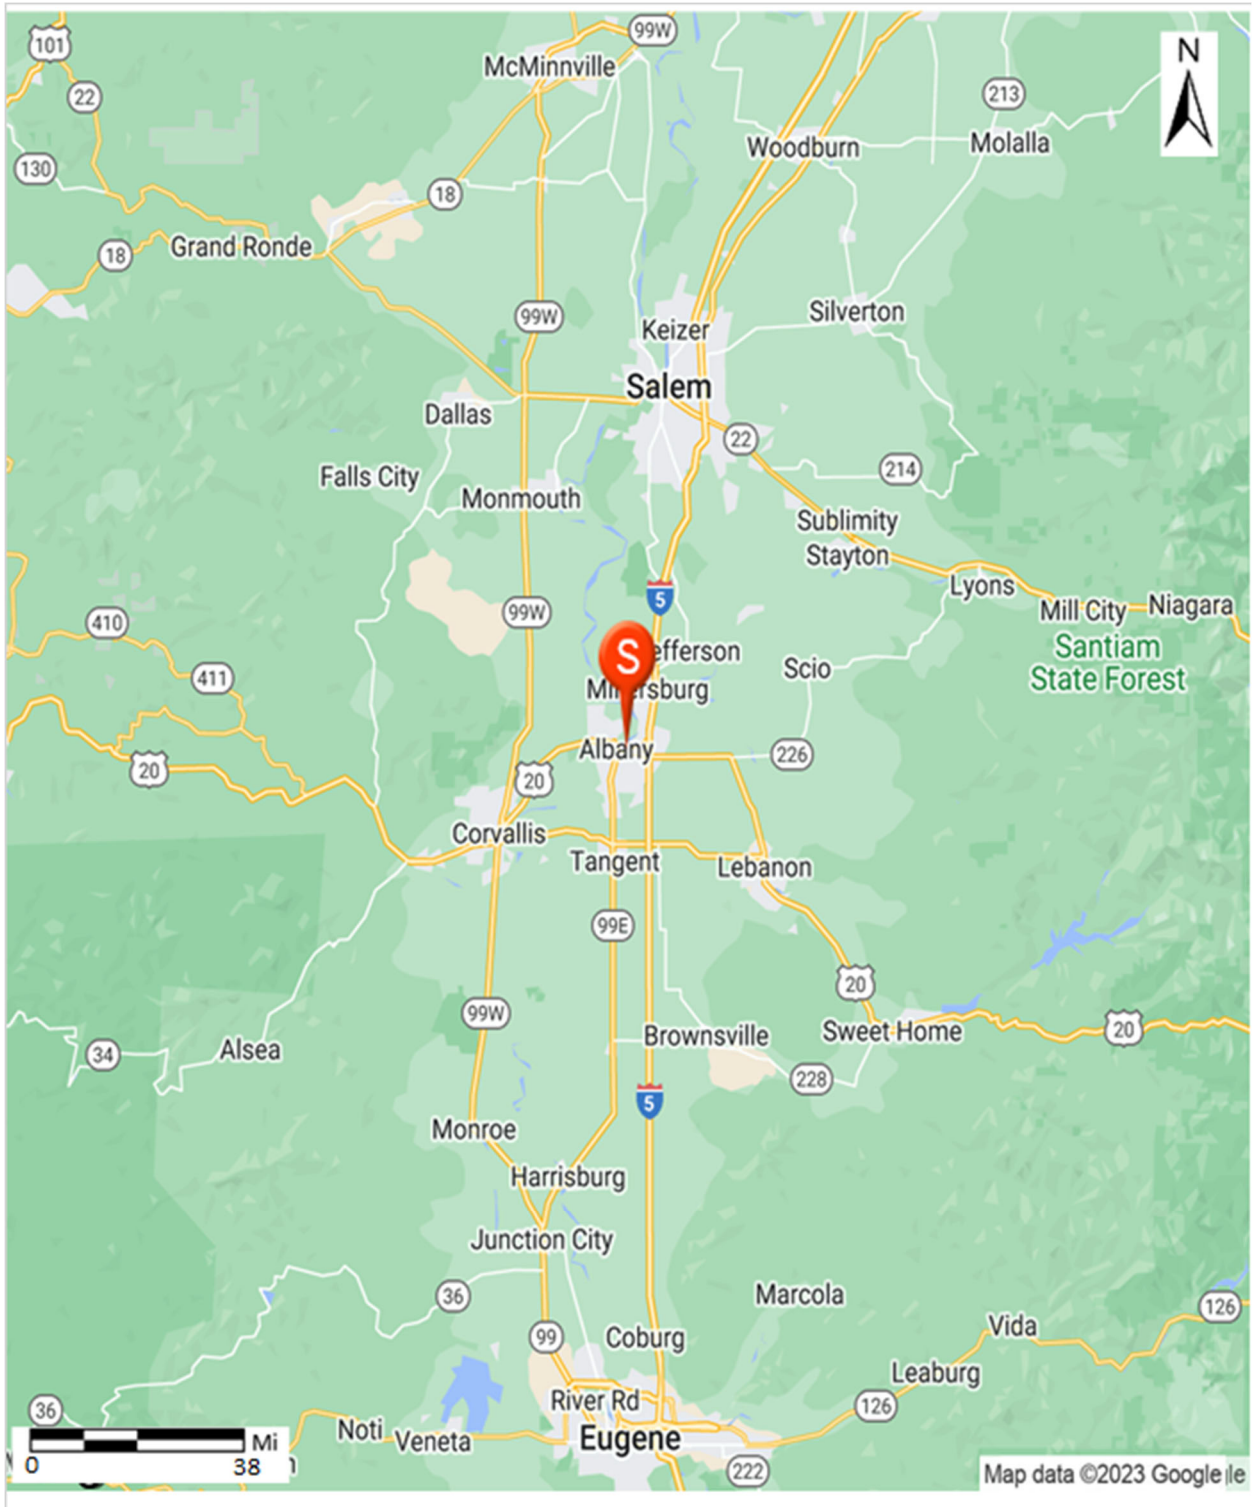 101
99W
McMinnville
N
22
213
Woodburn
Molalla
130
18
18
Grand Ronde
99W
Silverton
Keizer
Salem
Dallas
22
214
Falls City
Monmouth
Sublimity
Stayton
Lyons
5
99W
Mill City
Niagara
410
Santiam
State Forest
S
efferson
Scio
411
Mi ersburg
Albany
226
20
20
Corvallis
Tangent
Lebanon
99E
20
99W
Brownsville
Sweet Home
20
34
Alsea
228
5
Monroe
Harrisburg
Junction City
36
Marcola
126
Vida
99
Coburg
Leaburg
River Rd
126
36
Noti
Veneta
Eugene
222
Mi
0 38
Map data ©2023 Google
le